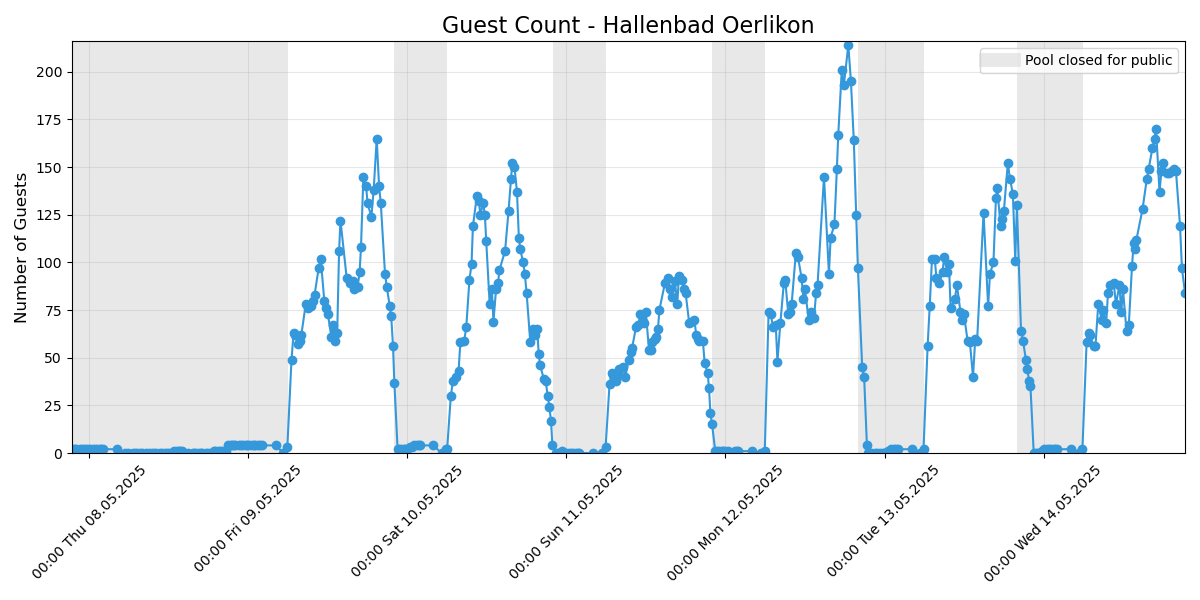 Guest Count - Hallenbad Oerlikon
Pool closed for public
Number of Guests
200
175
150
125
100
75
50
25
0
00:00 Thu 08.05.2025
00:00 Fri 09.05.2025
00:00 Sat 10.05.2025
00:00 Sun 11.05.2025
00:00 Mon 12.05.2025
00:00 Tue 13.05.2025
00:00 Wed 14.05.2025